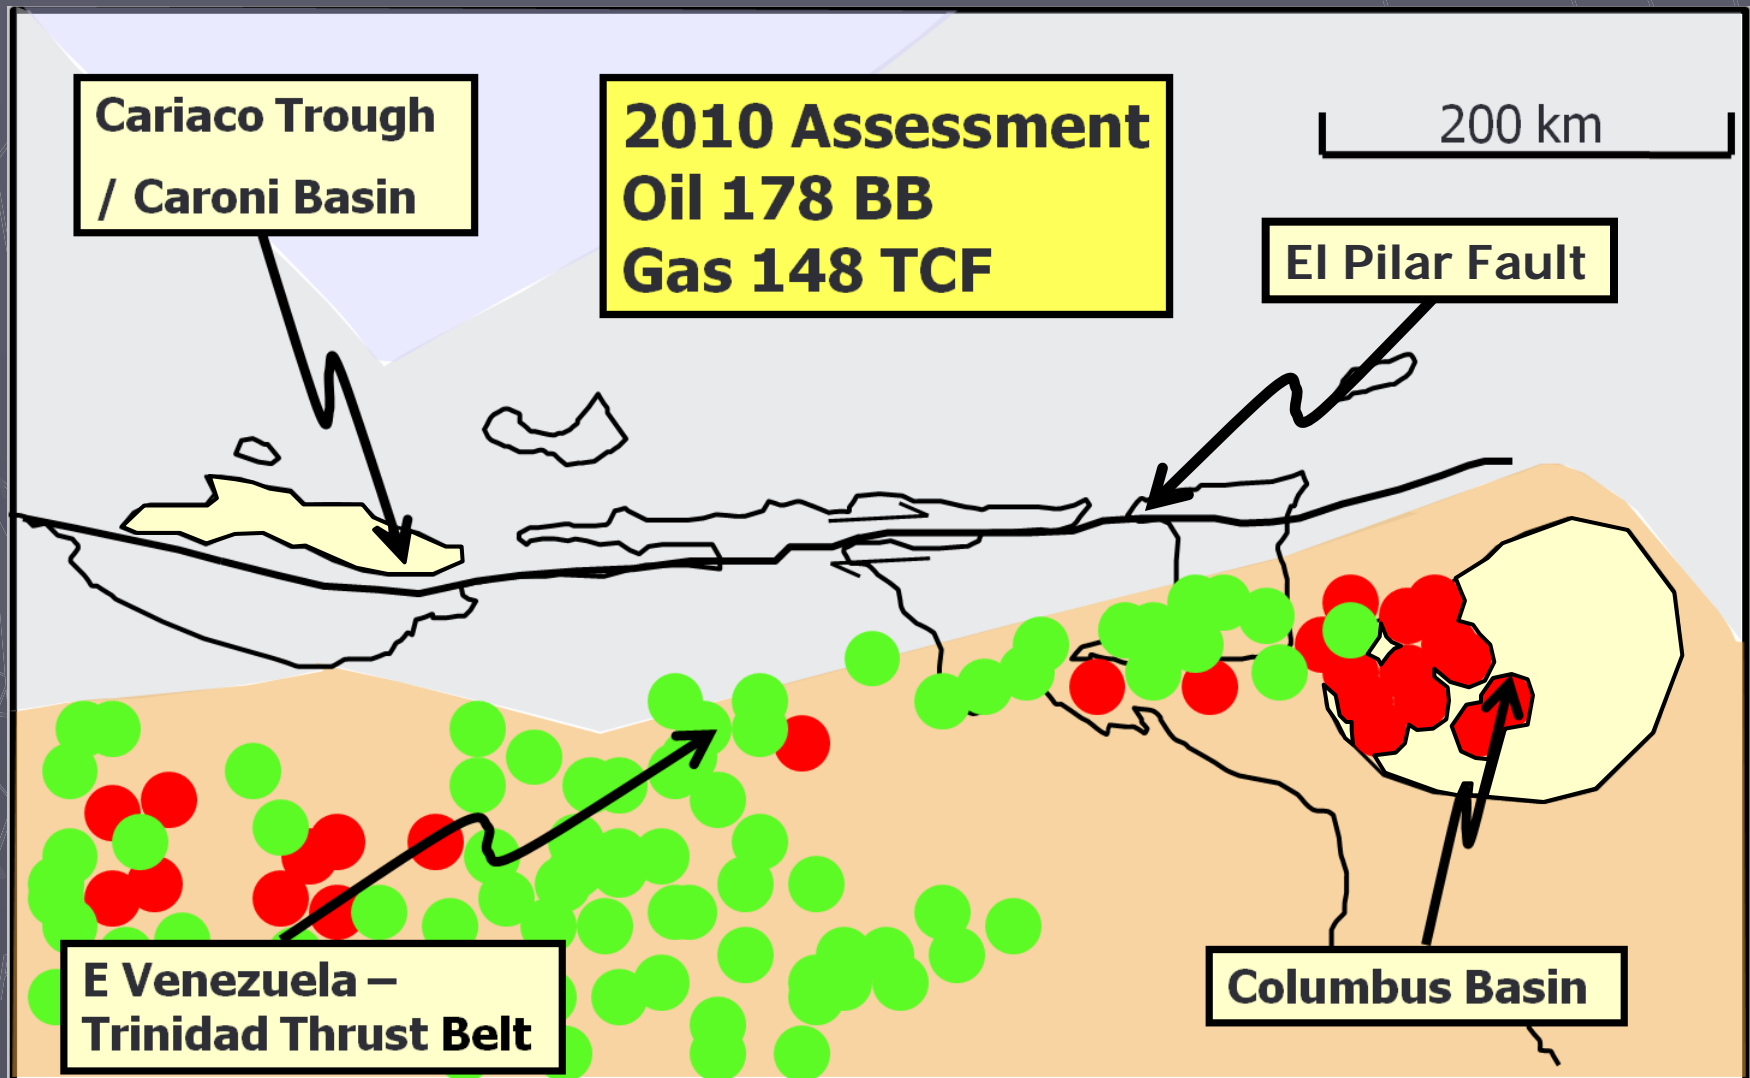 Cariaco Trough
/ Caroni Basin
2010 Assessment
Oil 178 BB
Gas 148 TCF
200 km
El Pilar Fault
E Venezuela –
Trinidad Thrust Belt
Columbus Basin